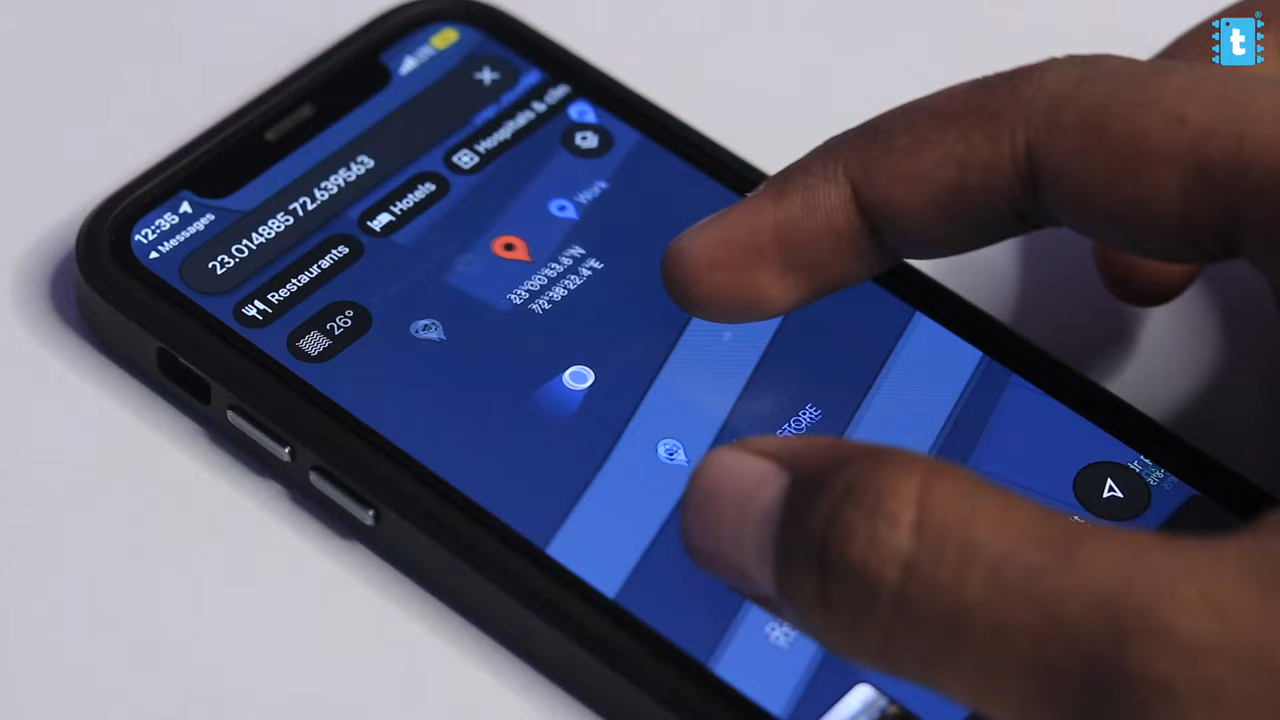 t
12:35
Messages
23.014885 72.639563
Restaurants
Hotels
Hospitals & clin
26°
Work
23°00'53.6"N
72°38'22.4"E
STORE